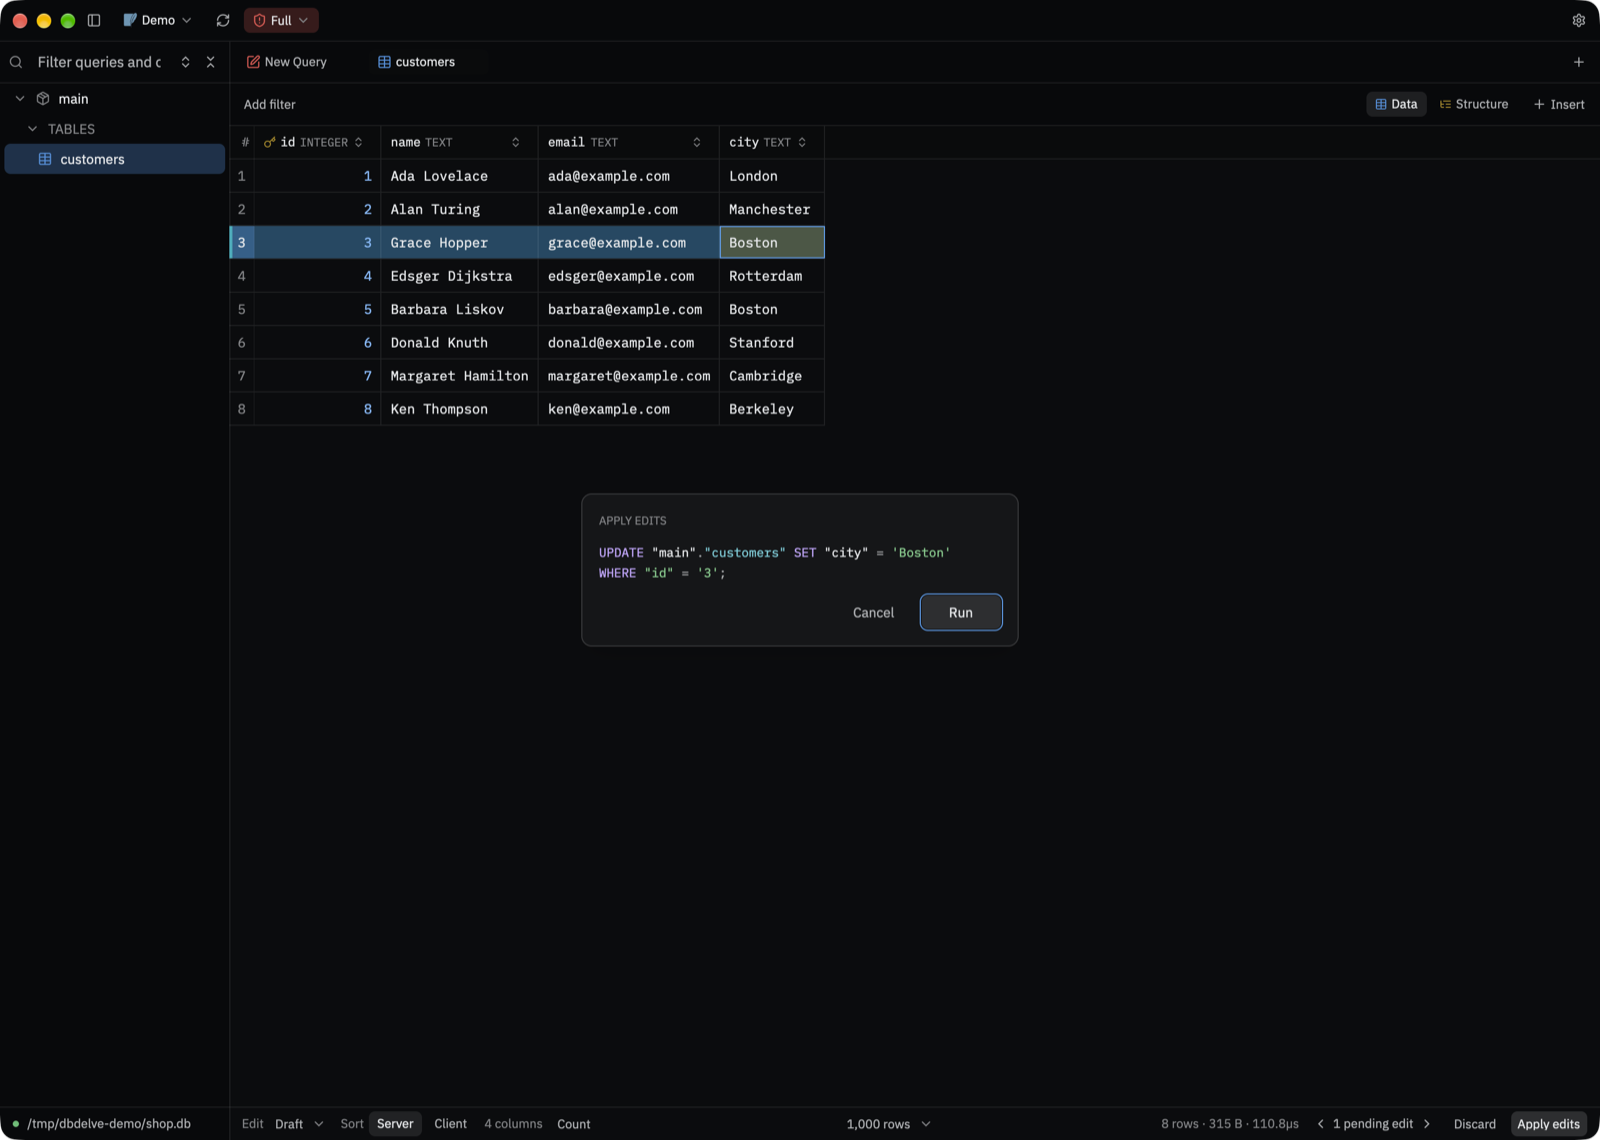 Demo
Full
Filter queries and c
New Query
customers
main
TABLES
customers
Add filter
Data
Structure
Insert
# id INTEGER name TEXT email TEXT city TEXT
1 1 Ada Lovelace ada@example.com London
2 2 Alan Turing alan@example.com Manchester
3 3 Grace Hopper grace@example.com Boston
4 4 Edsger Dijkstra edsger@example.com Rotterdam
5 5 Barbara Liskov barbara@example.com Boston
6 6 Donald Knuth donald@example.com Stanford
7 7 Margaret Hamilton margaret@example.com Cambridge
8 8 Ken Thompson ken@example.com Berkeley
APPLY EDITS
UPDATE "main"."customers" SET "city" = 'Boston'
WHERE "id" = '3';
Cancel
Run
/tmp/dbdelve-demo/shop.db
Edit Draft Sort Server Client 4 columns Count
1,000 rows
8 rows · 315 B · 110.8µs
1 pending edit
Discard
Apply edits